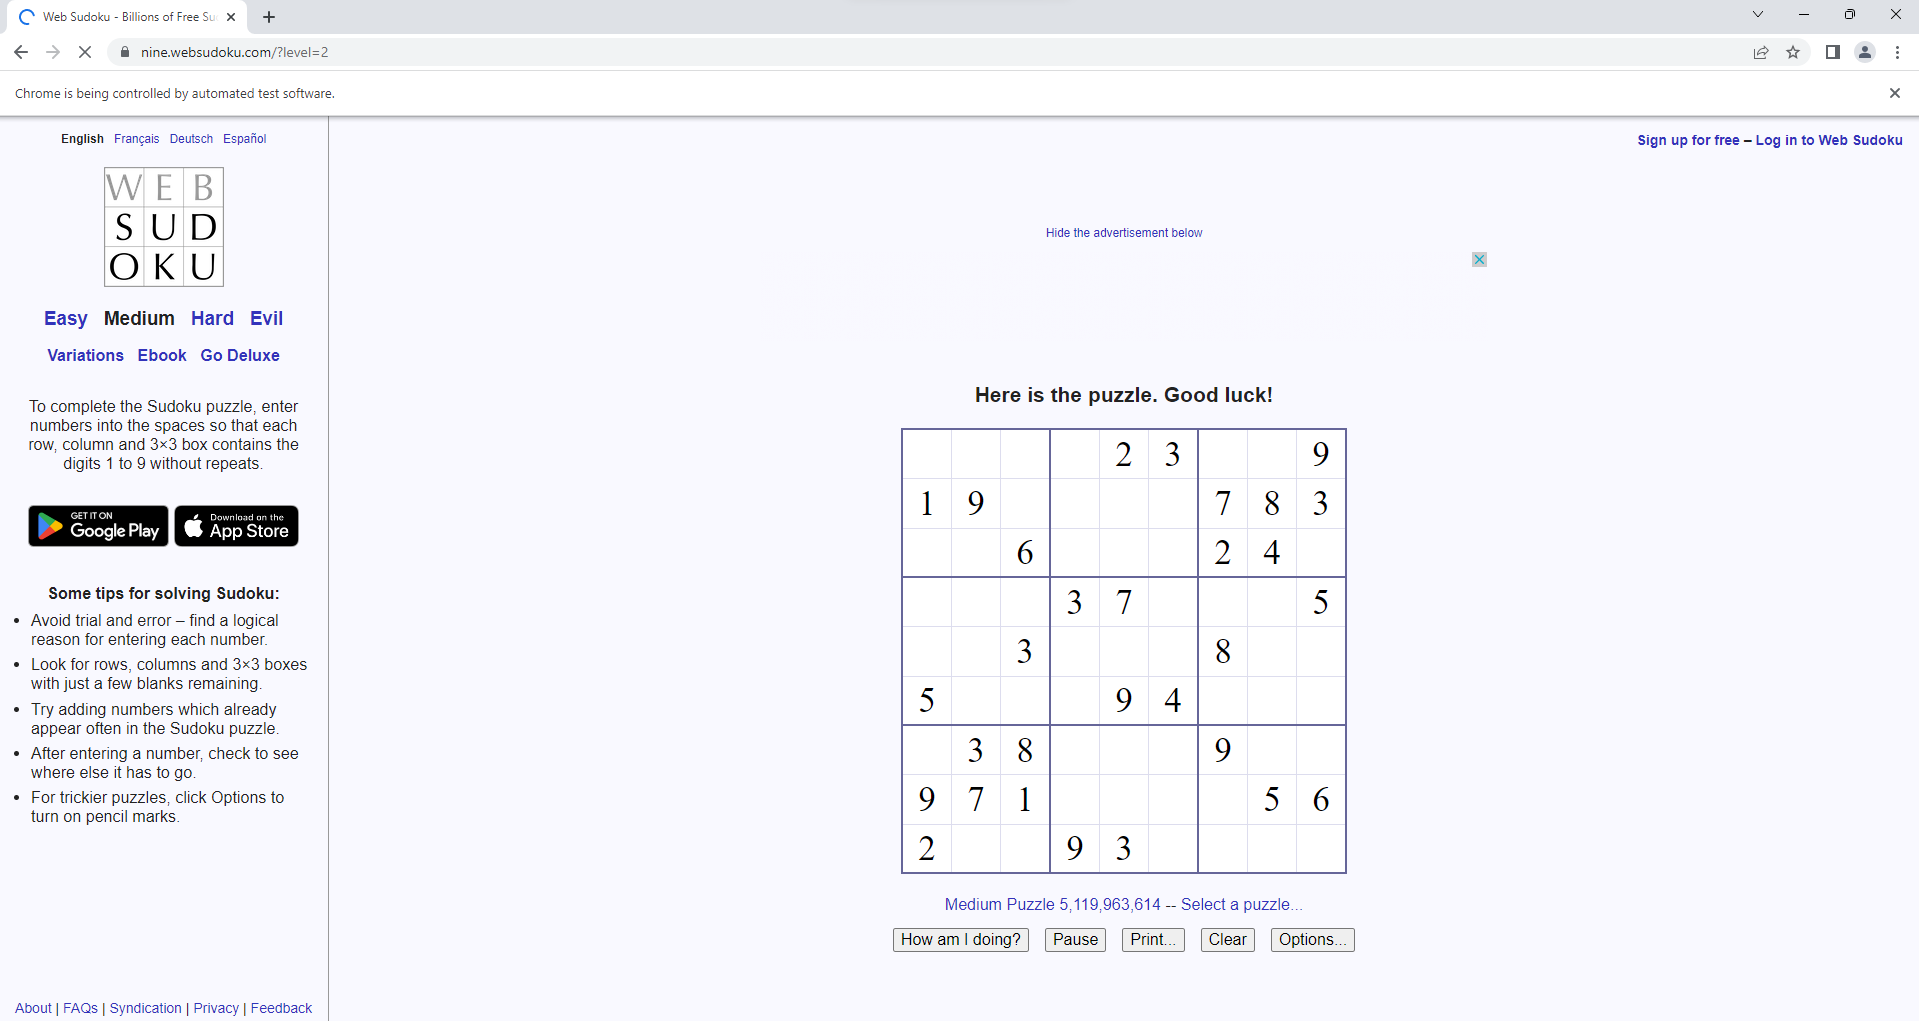 Web Sudoku - Billions of Free Su
nine.websudoku.com/?level=2
Chrome is being controlled by automated test software.
English Français Deutsch Español
Sign up for free – Log in to Web Sudoku
WEB
SUD
OKU
Hide the advertisement below
Easy Medium Hard Evil
Variations Ebook Go Deluxe
To complete the Sudoku puzzle, enter
numbers into the spaces so that each
row, column and 3×3 box contains the
digits 1 to 9 without repeats.
GET IT ON
Google Play
Download on the
App Store
Some tips for solving Sudoku:
• Avoid trial and error – find a logical
reason for entering each number.
• Look for rows, columns and 3×3 boxes
with just a few blanks remaining.
• Try adding numbers which already
appear often in the Sudoku puzzle.
• After entering a number, check to see
where else it has to go.
• For trickier puzzles, click Options to
turn on pencil marks.
About | FAQs | Syndication | Privacy | Feedback
Here is the puzzle. Good luck!
2 3 9
1 9 7 8 3
6 2 4
3 7 5
3 8
5 9 4
3 8 9
9 7 1 5 6
2 9 3
Medium Puzzle 5,119,963,614 -- Select a puzzle...
How am I doing? Pause Print... Clear Options...